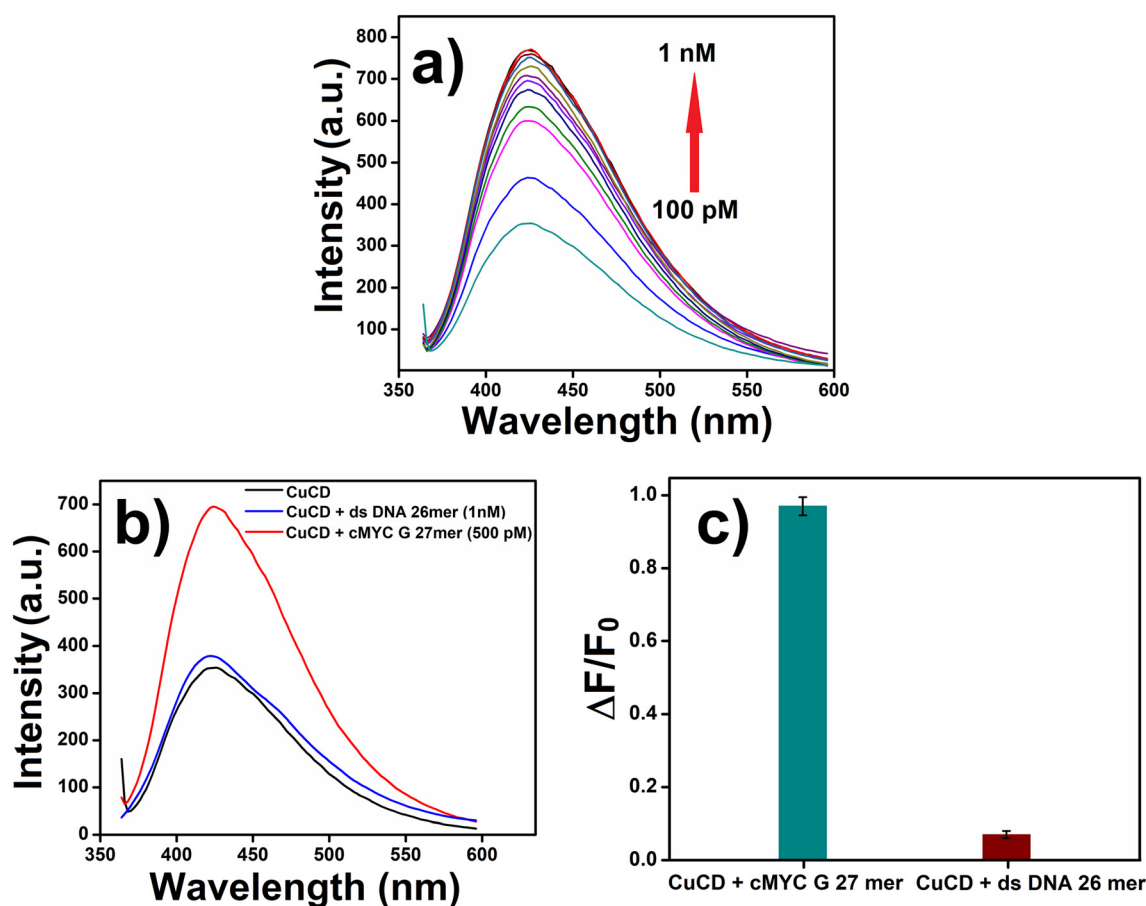 a)
800
700
600
500
400
300
200
100
Intensity (a.u.)
1 nM
100 pM
350 400 450 500 550 600
Wavelength (nm)
b)
700
600
500
400
300
200
100
0
Intensity (a.u.)
CuCD
CuCD + ds DNA 26mer (1nM)
CuCD + cMYC G 27mer (500 pM)
350 400 450 500 550 600
Wavelength (nm)
c)
1.0
0.8
0.6
0.4
0.2
0.0
ΔF/F₀
CuCD + cMYC G 27 mer CuCD + ds DNA 26 mer